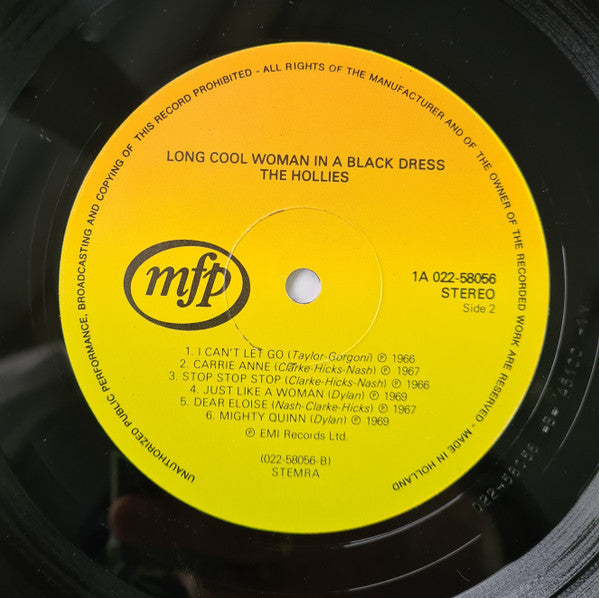 UNAUTHORIZED PUBLIC PERFORMANCE, BROADCASTING AND COPYING OF THIS RECORD PROHIBITED - ALL RIGHTS OF THE MANUFACTURER AND OF THE OWNER OF THE RECORDED WORK ARE RESERVED - MADE IN HOLLAND
LONG COOL WOMAN IN A BLACK DRESS
THE HOLLIES
mfp
1A 022-58056
STEREO
Side 2
1. I CAN'T LET GO (Taylor-Gorgoni) ℗ 1966
2. CARRIE ANNE (Clarke-Hicks-Nash) ℗ 1967
3. STOP STOP STOP (Clarke-Hicks-Nash) ℗ 1966
4. JUST LIKE A WOMAN (Dylan) ℗ 1969
5. DEAR ELOISE (Nash-Clarke-Hicks) ℗ 1967
6. MIGHTY QUINN (Dylan) ℗ 1969
℗ EMI Records Ltd.
(022-58056-B)
STEMRA
022-58056